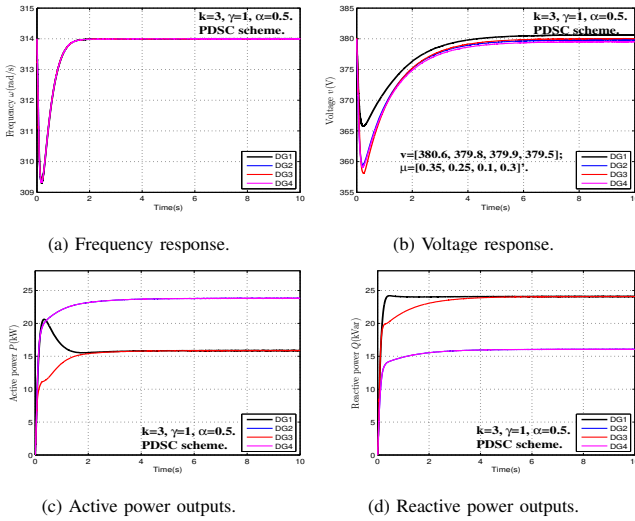 k=3, γ=1, α=0.5.
PDSC scheme.
Frequency ω(rad/s)
314
313
312
311
310
309
0 2 4 6 8 10
Time(s)
DG1
DG2
DG3
DG4
(a) Frequency response.
k=3, γ=1, α=0.5.
PDSC scheme.
Voltage v(V)
385
380
375
370
365
360
355
v=[380.6, 379.8, 379.9, 379.5];
μ=[0.35, 0.25, 0.1, 0.3]'.
0 2 4 6 8 10
Time(s)
DG1
DG2
DG3
DG4
(b) Voltage response.
Active power P(kW)
25
20
15
10
5
0
k=3, γ=1, α=0.5.
PDSC scheme.
0 2 4 6 8 10
Time(s)
DG1
DG2
DG3
DG4
(c) Active power outputs.
Reactive power Q(kVar)
25
20
15
10
5
0
k=3, γ=1, α=0.5.
PDSC scheme.
0 2 4 6 8 10
Time(s)
DG1
DG2
DG3
DG4
(d) Reactive power outputs.